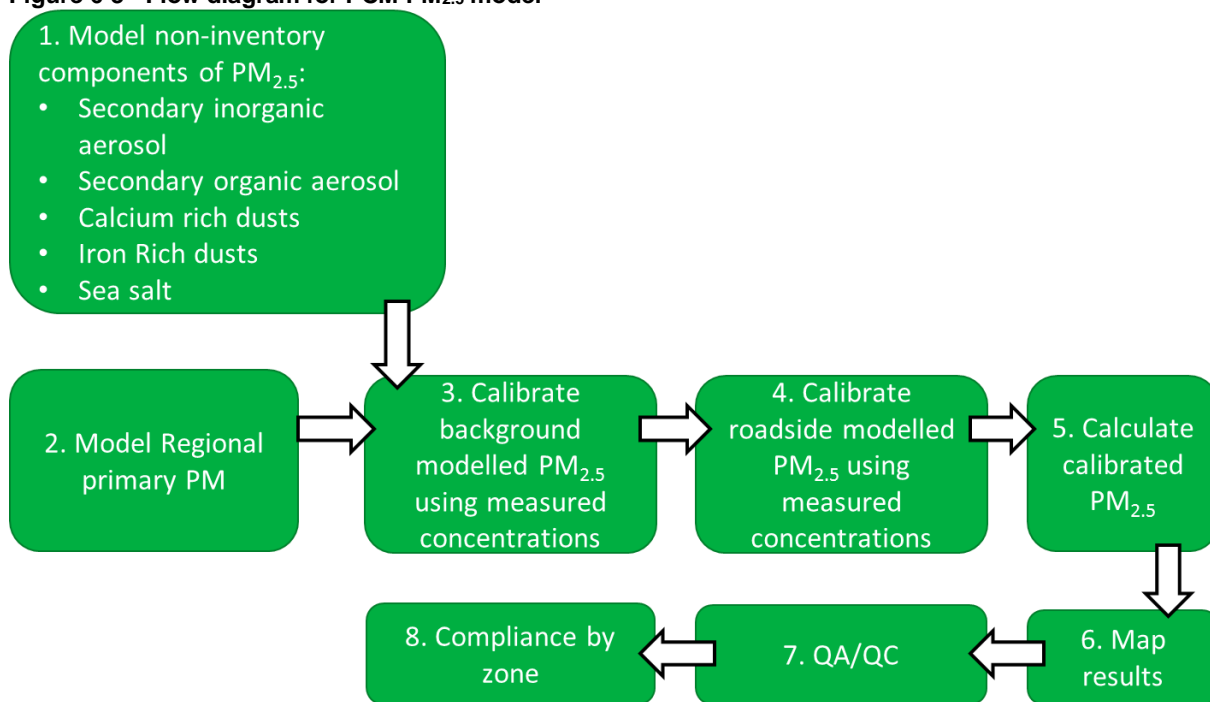 1. Model non-inventory
components of PM2.5:
• Secondary inorganic
aerosol
• Secondary organic aerosol
• Calcium rich dusts
• Iron Rich dusts
• Sea salt
2. Model Regional
primary PM
3. Calibrate
background
modelled PM2.5
using measured
concentrations
4. Calibrate
roadside modelled
PM2.5 using
measured
concentrations
5. Calculate
calibrated
PM2.5
6. Map
results
7. QA/QC
8. Compliance by
zone